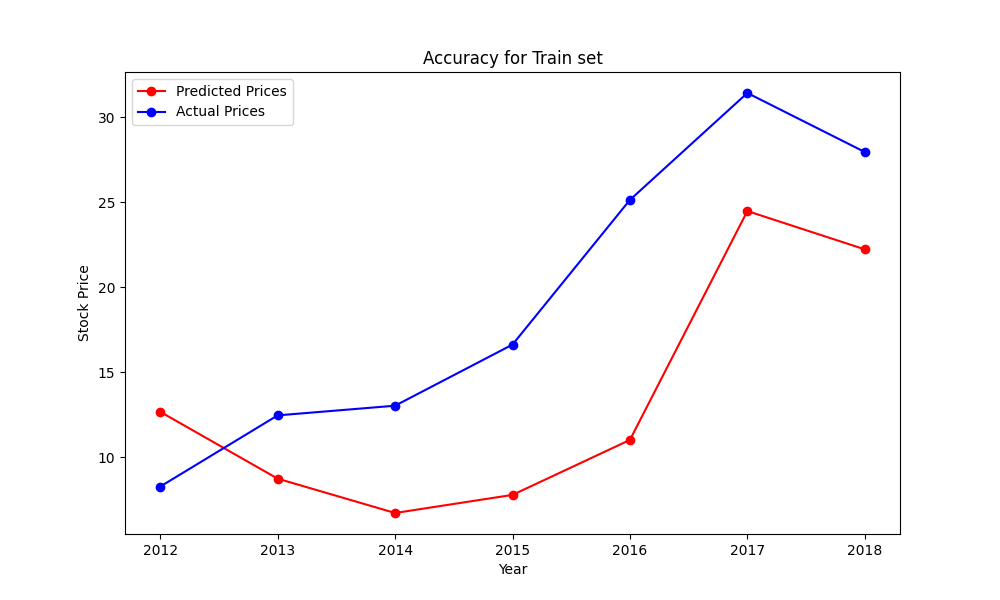 Accuracy for Train set
Predicted Prices
Actual Prices
30
25
20
15
10
Stock Price
2012 2013 2014 2015 2016 2017 2018
Year